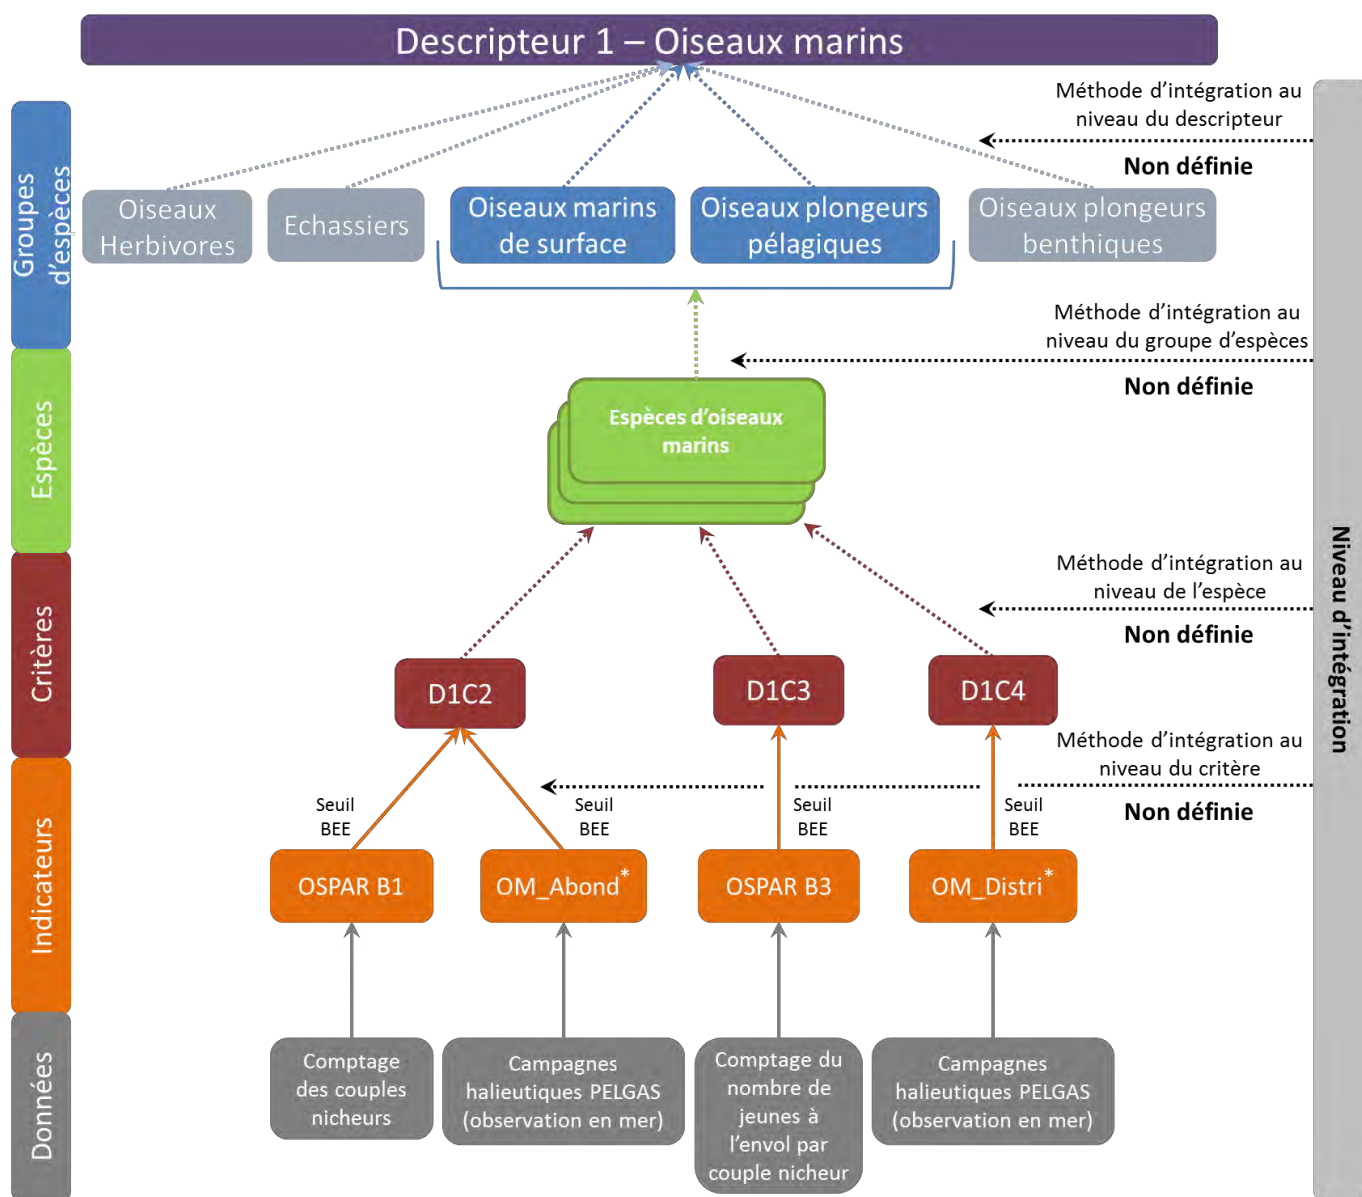 Descripteur 1 – Oiseaux marins
Méthode d'intégration au
niveau du descripteur
Non définie
Groupes
d'espèces
Oiseaux
Herbivores
Echassiers
Oiseaux marins
de surface
Oiseaux plongeurs
pélagiques
Oiseaux plongeurs
benthiques
Méthode d'intégration au
niveau du groupe d'espèces
Non définie
Espèces
Espèces d'oiseaux
marins
Niveau d'intégration
Méthode d'intégration au
niveau de l'espèce
Non définie
Critères
D1C2
D1C3
D1C4
Méthode d'intégration au
niveau du critère
Non définie
Seuil
BEE
Seuil
BEE
Seuil
BEE
Seuil
BEE
Indicateurs
OSPAR B1
OM_Abond*
OSPAR B3
OM_Distri*
Données
Comptage
des couples
nicheurs
Campagnes
halieutiques PELGAS
(observation en mer)
Comptage du
nombre de
jeunes à
l'envol par
couple nicheur
Campagnes
halieutiques PELGAS
(observation en mer)